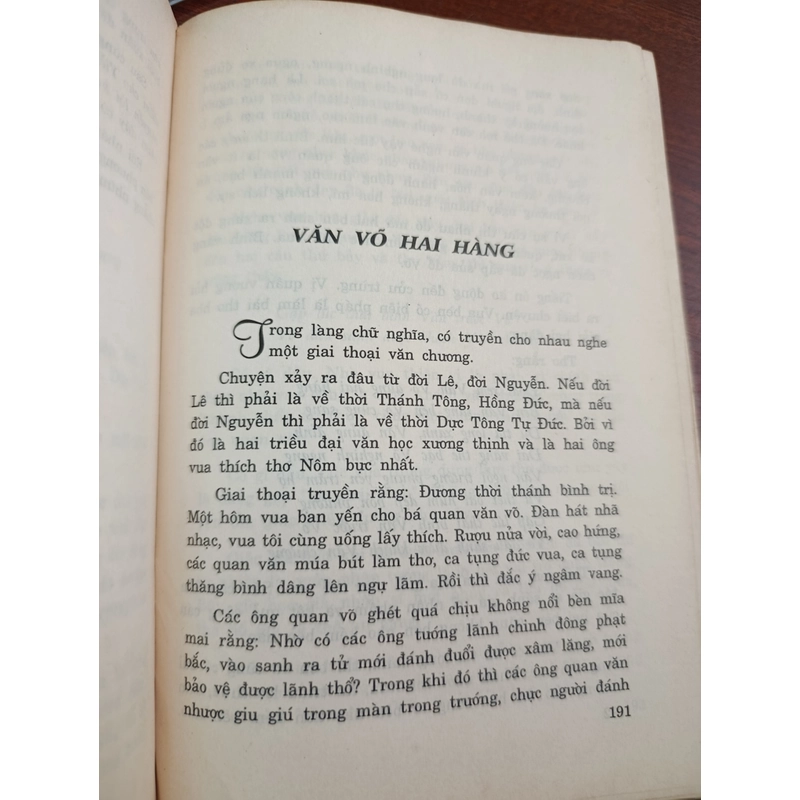 VĂN VÕ HAI HÀNG
Trong làng chữ nghĩa, có truyền cho nhau nghe
một giai thoại văn chương.
Chuyện xảy ra đâu từ đời Lê, đời Nguyễn. Nếu đời
Lê thì phải là về thời Thánh Tông, Hồng Đức, mà nếu
đời Nguyễn thì phải là về thời Dực Tông Tự Đức. Bởi vì
đó là hai triều đại văn học xương thịnh và là hai ông
vua thích thơ Nôm bực nhất.
Giai thoại truyền rằng: Đương thời thánh bình trị.
Một hôm vua ban yến cho bá quan văn võ. Đàn hát nhã
nhạc, vua tôi cùng uống lấy thích. Rượu nửa vời, cao hứng,
các quan văn múa bút làm thơ, ca tụng đức vua, ca tụng
thăng bình dâng lên ngự lãm. Rồi thì đắc ý ngâm vang.
Các ông quan võ ghét quá chịu không nổi bèn mĩa
mai rằng: Nhờ có các ông tướng lãnh chinh đông phạt
bắc, vào sanh ra tử mới đánh đuổi được xâm lăng, mới
bảo vệ được lãnh thổ? Trong khi đó thì các ông quan văn
nhược giu giú trong màn trong trướng, chực người đánh
191